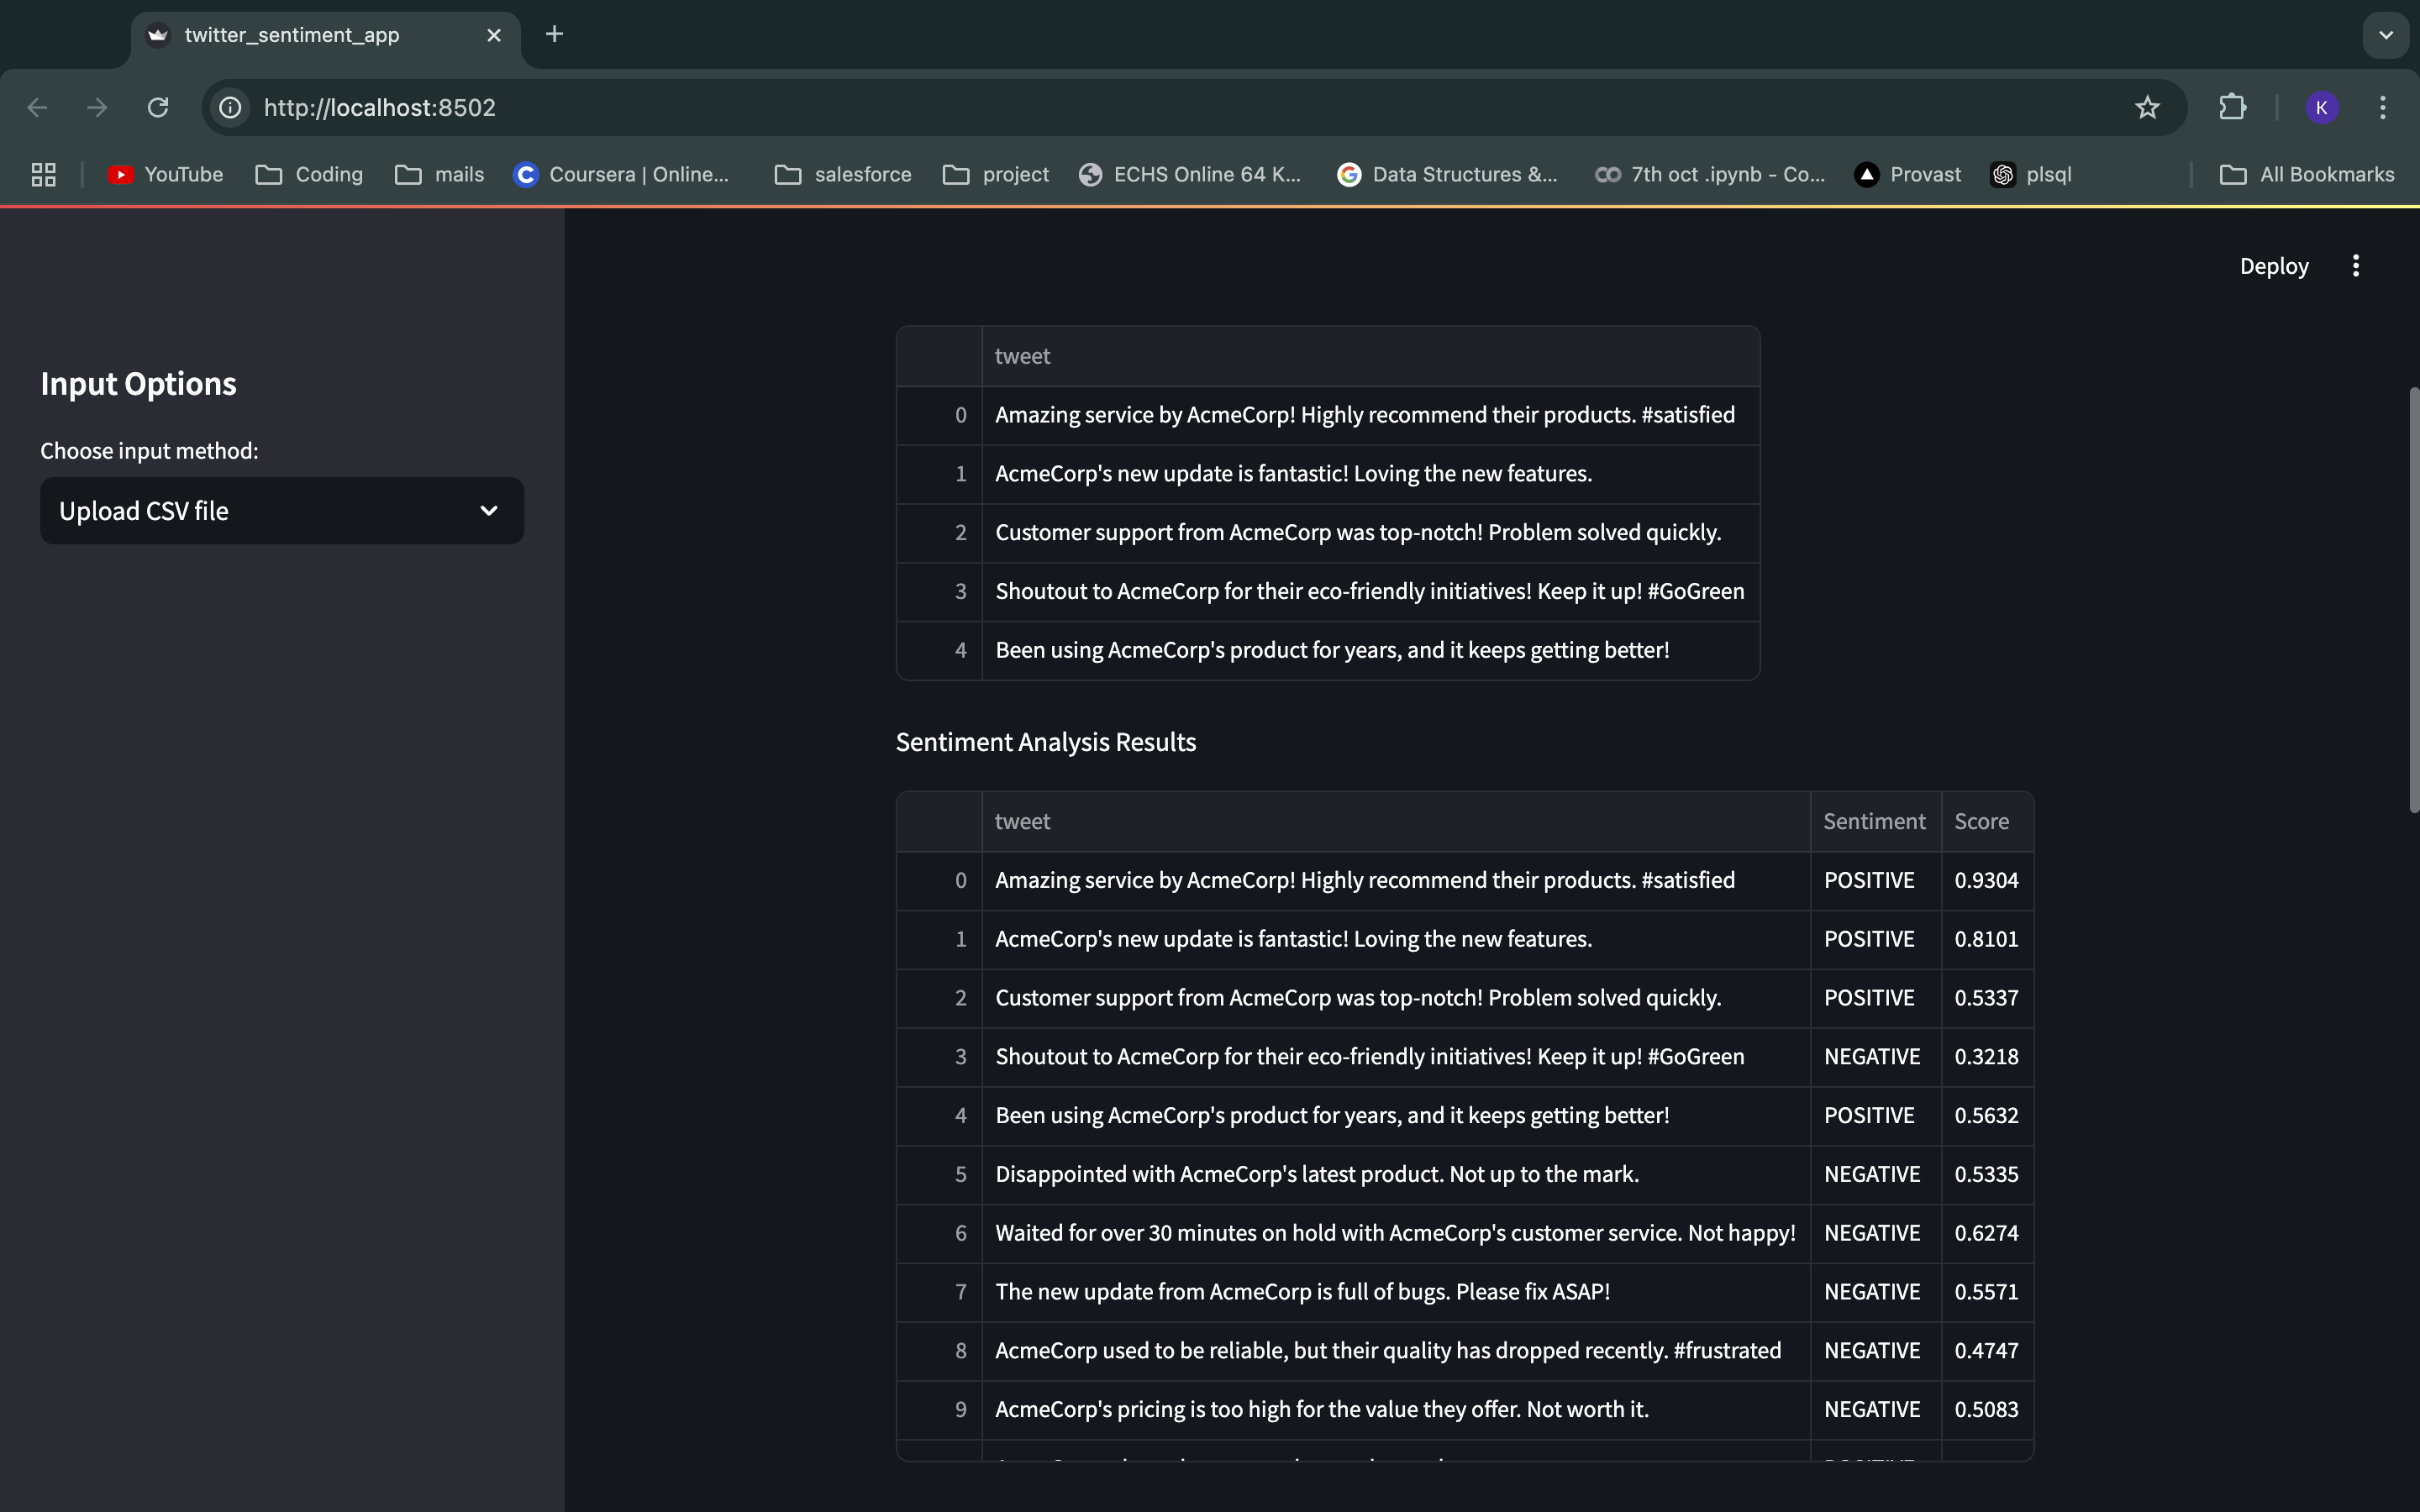 twitter_sentiment_app
http://localhost:8502
K
YouTube Coding mails Coursera | Online... salesforce project ECHS Online 64 K... Data Structures &... 7th oct .ipynb - Co... Provast plsql All Bookmarks
Deploy
Input Options
Choose input method:
Upload CSV file
tweet
0 Amazing service by AcmeCorp! Highly recommend their products. #satisfied
1 AcmeCorp's new update is fantastic! Loving the new features.
2 Customer support from AcmeCorp was top-notch! Problem solved quickly.
3 Shoutout to AcmeCorp for their eco-friendly initiatives! Keep it up! #GoGreen
4 Been using AcmeCorp's product for years, and it keeps getting better!
Sentiment Analysis Results
tweet Sentiment Score
0 Amazing service by AcmeCorp! Highly recommend their products. #satisfied POSITIVE 0.9304
1 AcmeCorp's new update is fantastic! Loving the new features. POSITIVE 0.8101
2 Customer support from AcmeCorp was top-notch! Problem solved quickly. POSITIVE 0.5337
3 Shoutout to AcmeCorp for their eco-friendly initiatives! Keep it up! #GoGreen NEGATIVE 0.3218
4 Been using AcmeCorp's product for years, and it keeps getting better! POSITIVE 0.5632
5 Disappointed with AcmeCorp's latest product. Not up to the mark. NEGATIVE 0.5335
6 Waited for over 30 minutes on hold with AcmeCorp's customer service. Not happy! NEGATIVE 0.6274
7 The new update from AcmeCorp is full of bugs. Please fix ASAP! NEGATIVE 0.5571
8 AcmeCorp used to be reliable, but their quality has dropped recently. #frustrated NEGATIVE 0.4747
9 AcmeCorp's pricing is too high for the value they offer. Not worth it. NEGATIVE 0.5083